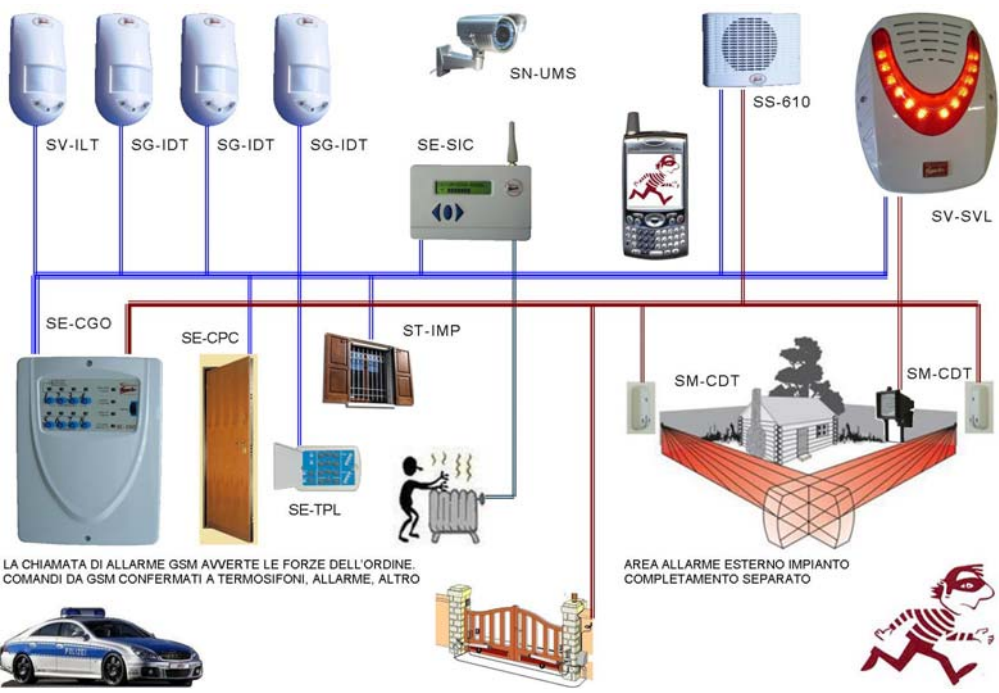 SN-UMS
SS-610
SV-ILT
SG-IDT
SG-IDT
SG-IDT
SE-SIC
SV-SVL
SE-CGO
SE-CPC
ST-IMP
SM-CDT
SM-CDT
SE-TPL
LA CHIAMATA DI ALLARME GSM AVVERTE LE FORZE DELL'ORDINE.
COMANDI DA GSM CONFERMATI A TERMOSIFONI, ALLARME, ALTRO
AREA ALLARME ESTERNO IMPIANTO
COMPLETAMENTO SEPARATO
POLIZEI